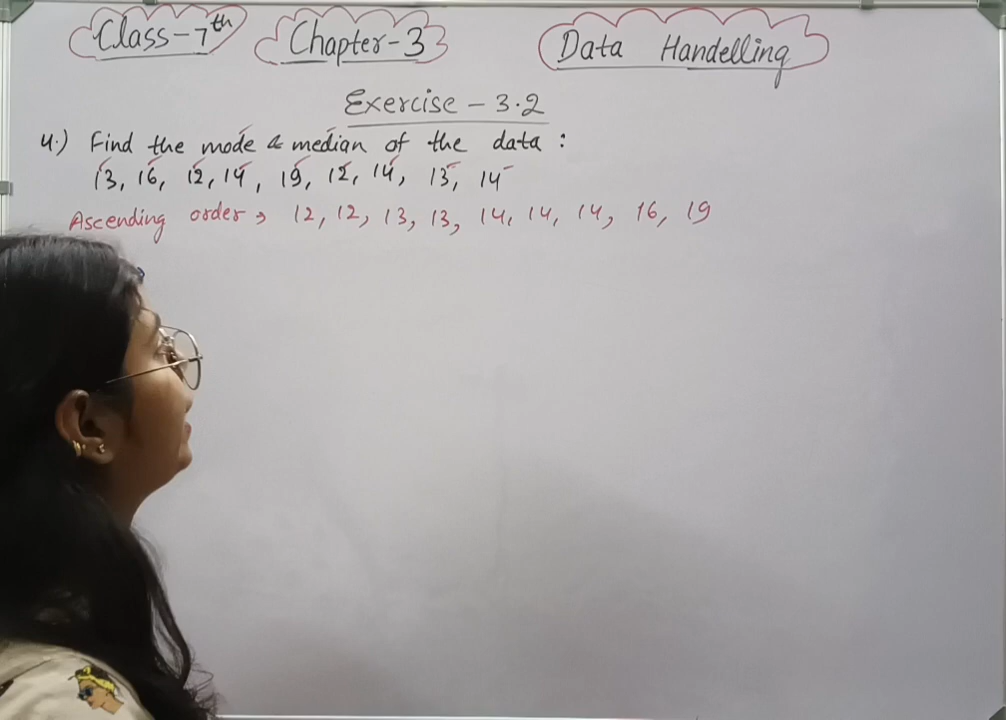 Class-7th Chapter-3 Data Handelling
Exercise - 3.2
4.) Find the mode & median of the data :
13, 16, 12, 14, 19, 12, 14, 13, 14
Ascending order → 12, 12, 13, 13, 14, 14, 14, 16, 19